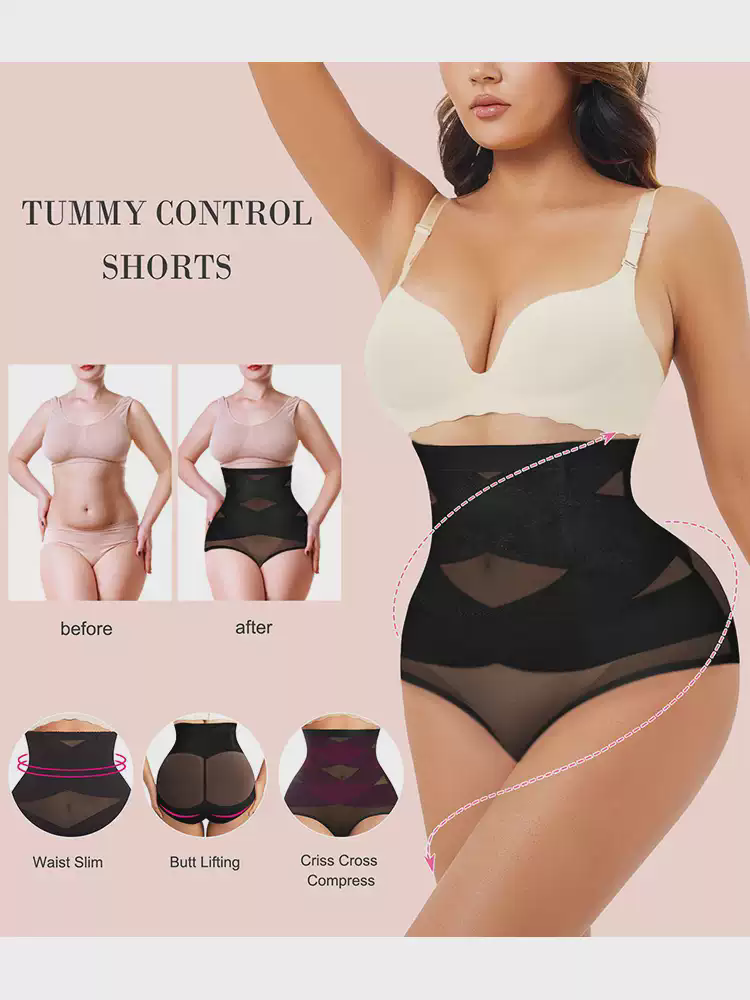 TUMMY CONTROL
SHORTS
before
after
Waist Slim
Butt Lifting
Criss Cross
Compress